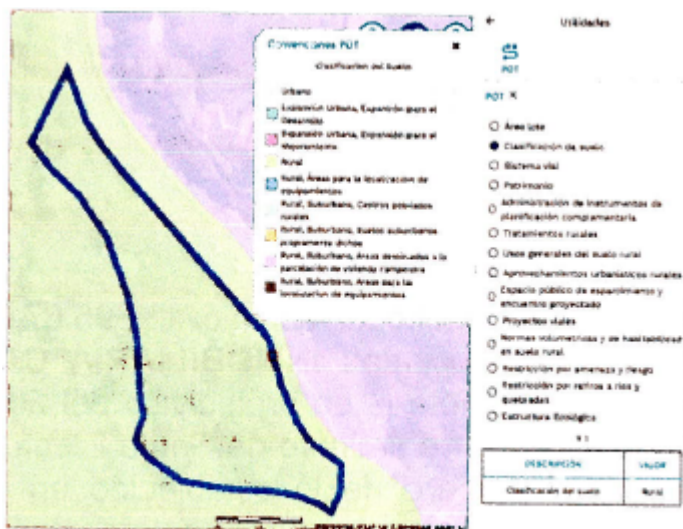 Convenciones POT
Clasificacion del Suelo
Urbano
Expansión Urbana, Expansión para el
Desarrollo
Expansión Urbana, Expansión para el
Mejoramiento
Rural
Rural, Áreas para la localización de
equipamientos
Rural, Suburbano, Centros poblados
rurales
Rural, Suburbano, Suelos suburbanos
propiamente dichos
Rural, Suburbano, Áreas destinadas a la
parcelación de vivienda campestre
Rural, Suburbano, Áreas para la
localización de equipamientos
Utilidades
POT
POT X
Área lote
Clasificación de suelo
Sistema vial
Patrimonio
Administración de instrumentos de
planificación complementaria
Tratamientos rurales
Usos generales del suelo rural
Aprovechamientos urbanísticos rurales
Espacio público de esparcimiento y
encuentro proyectado
Proyectos viales
Normas volumétricas y de habitabilidad
en suelo rural
Restricción por amenaza y riesgo
Restricción por retiros a ríos y
quebradas
Estructura Ecológica
DESCRIPCIÓN VALOR
Clasificación del suelo Rural